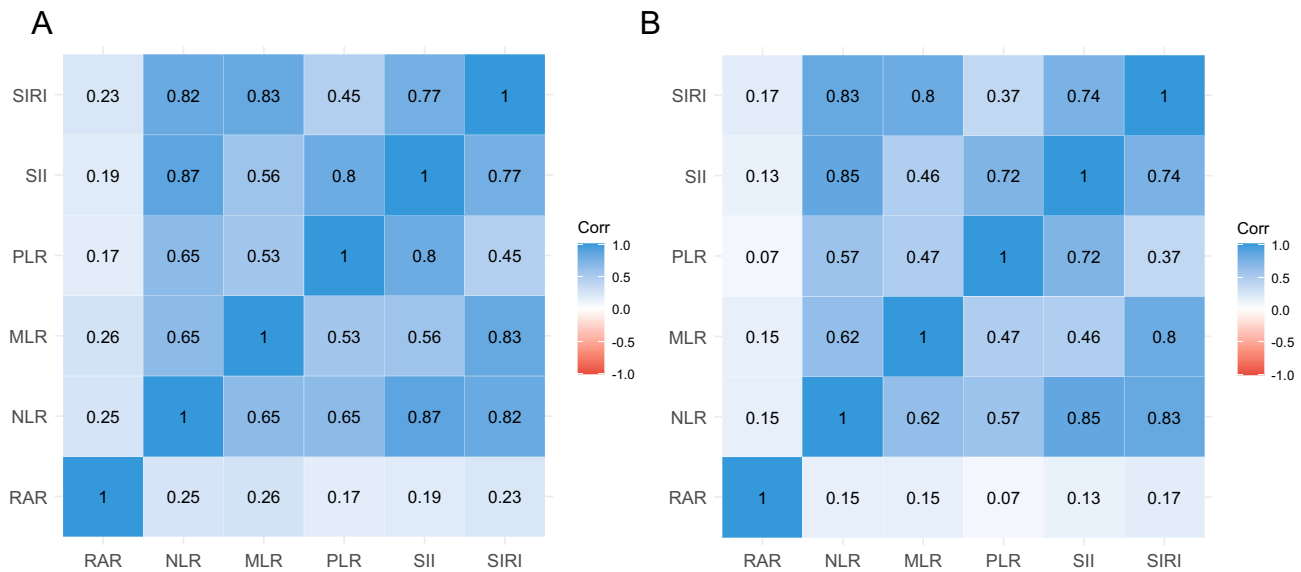 A
SIRI 0.23 0.82 0.83 0.45 0.77 1
SII 0.19 0.87 0.56 0.8 1 0.77
PLR 0.17 0.65 0.53 1 0.8 0.45
MLR 0.26 0.65 1 0.53 0.56 0.83
NLR 0.25 1 0.65 0.65 0.87 0.82
RAR 1 0.25 0.26 0.17 0.19 0.23
RAR NLR MLR PLR SII SIRI
Corr
1.0
0.5
0.0
-0.5
-1.0
B
SIRI 0.17 0.83 0.8 0.37 0.74 1
SII 0.13 0.85 0.46 0.72 1 0.74
PLR 0.07 0.57 0.47 1 0.72 0.37
MLR 0.15 0.62 1 0.47 0.46 0.8
NLR 0.15 1 0.62 0.57 0.85 0.83
RAR 1 0.15 0.15 0.07 0.13 0.17
RAR NLR MLR PLR SII SIRI
Corr
1.0
0.5
0.0
-0.5
-1.0